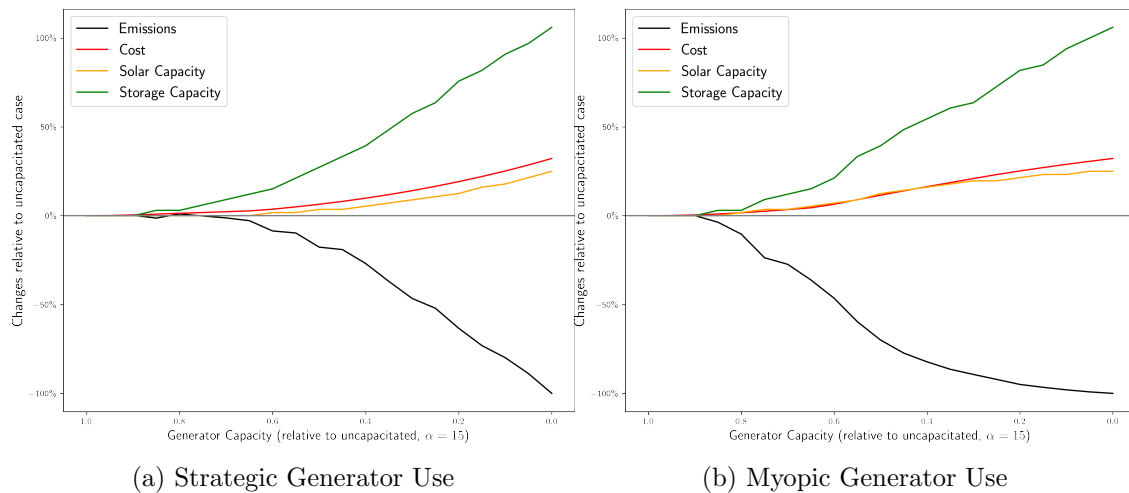 Emissions
Cost
Solar Capacity
Storage Capacity
100%
50%
0%
−50%
−100%
Changes relative to uncapacitated case
1.0 0.8 0.6 0.4 0.2 0.0
Generator Capacity (relative to uncapacitated, α = 15)
(a) Strategic Generator Use
Emissions
Cost
Solar Capacity
Storage Capacity
100%
50%
0%
−50%
−100%
Changes relative to uncapacitated case
1.0 0.8 0.6 0.4 0.2 0.0
Generator Capacity (relative to uncapacitated, α = 15)
(b) Myopic Generator Use